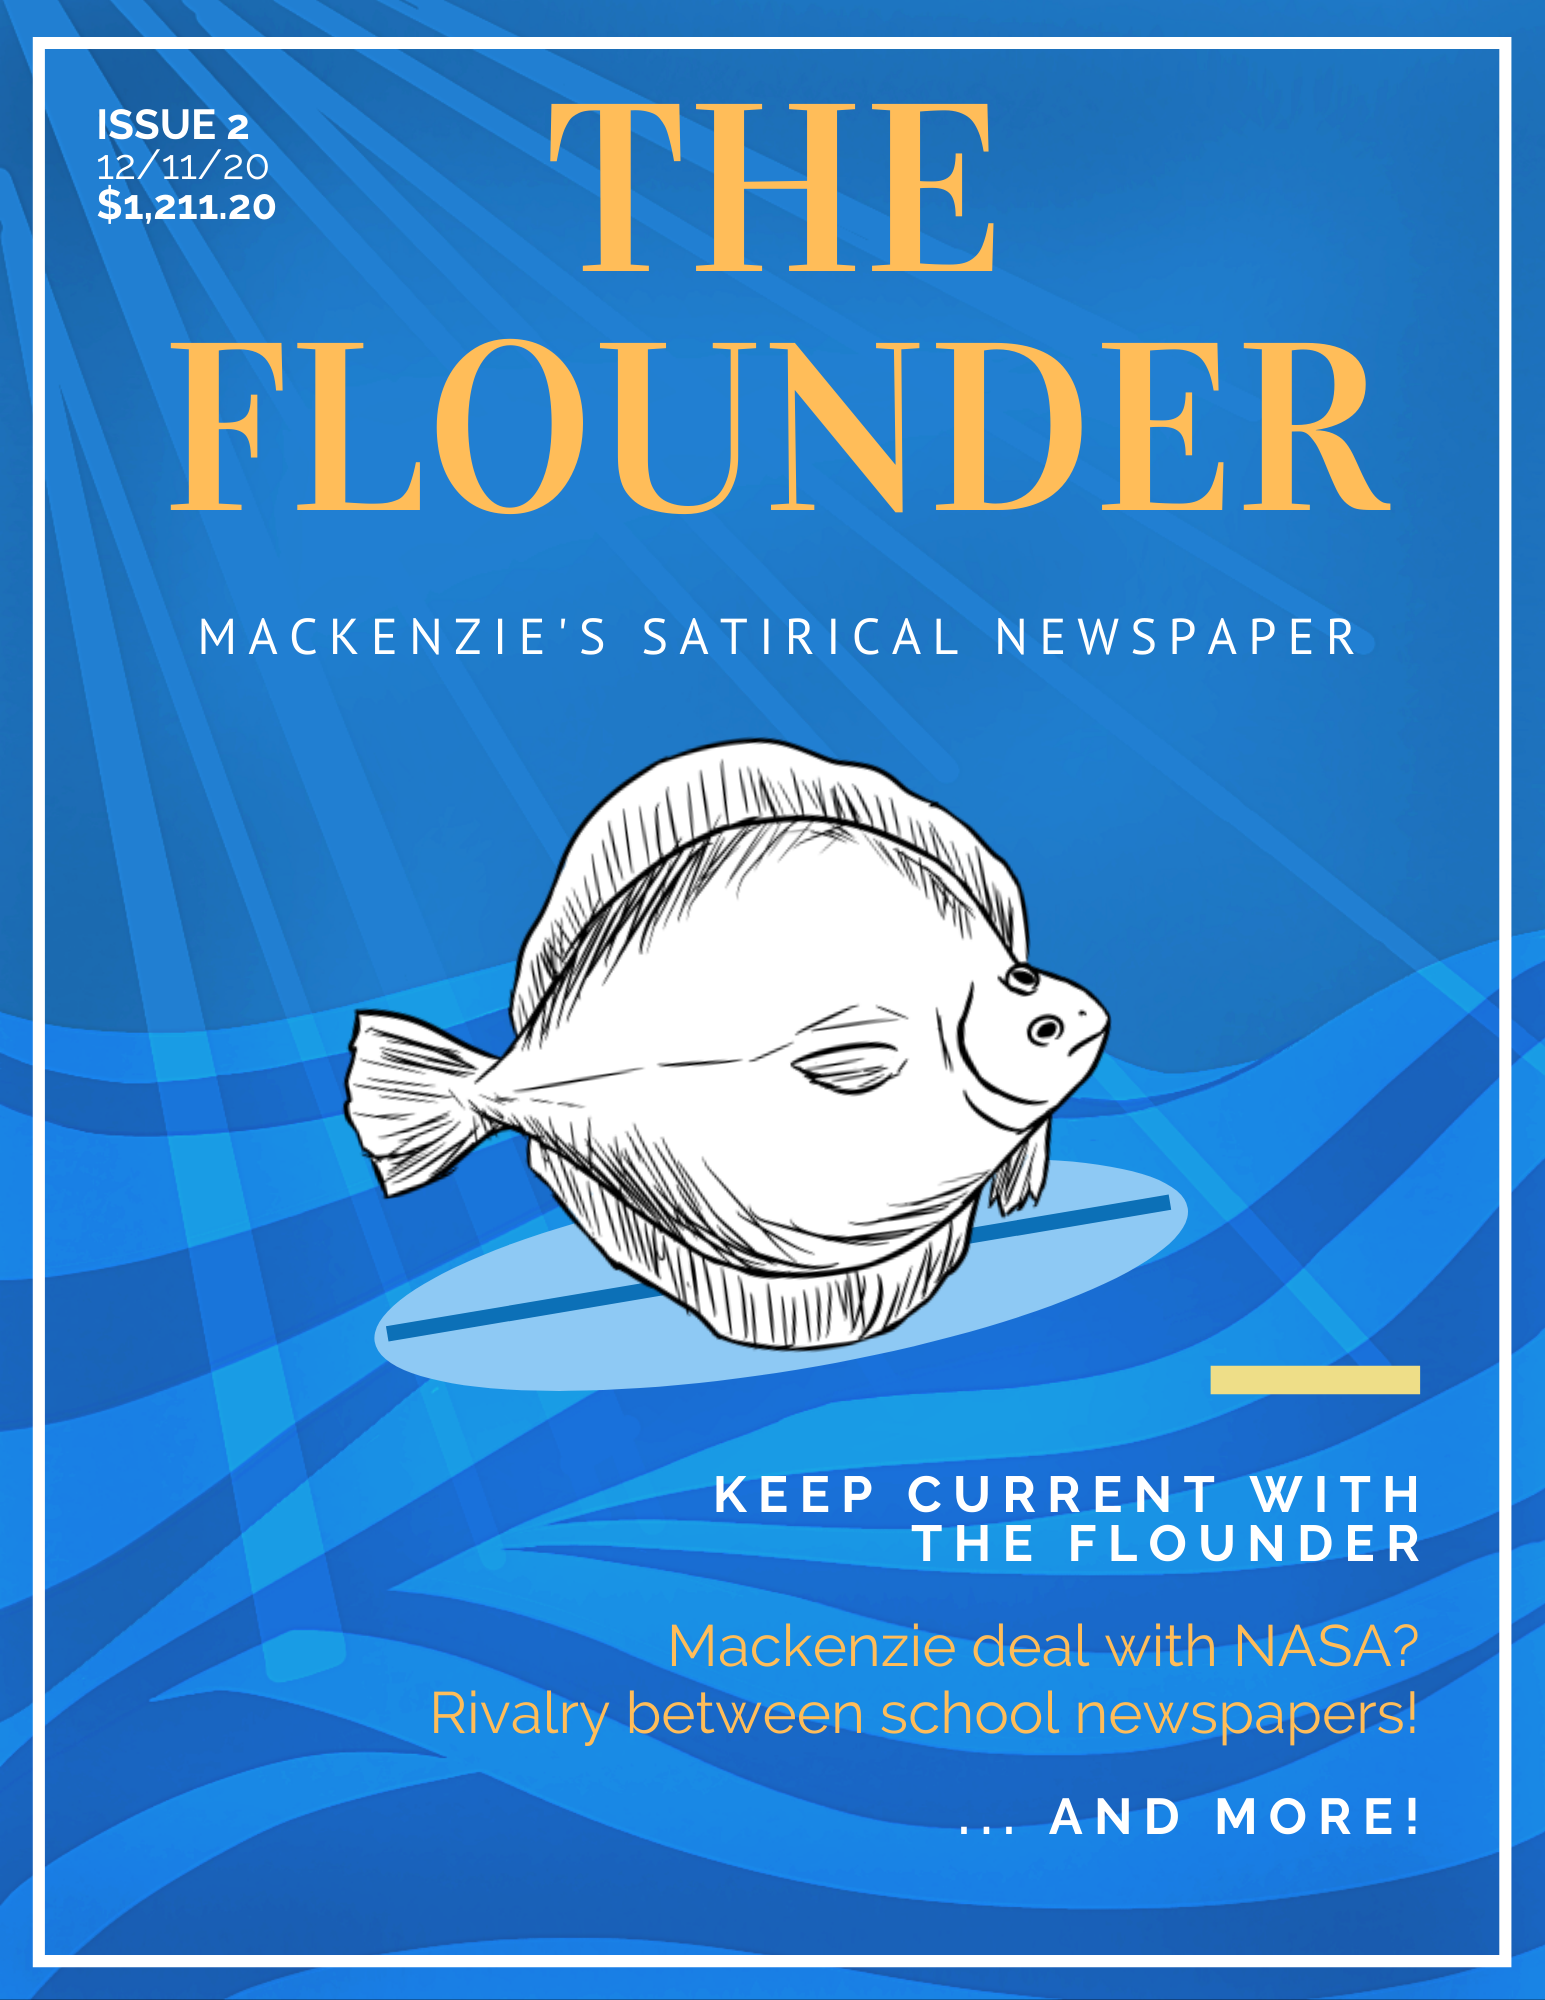 ISSUE 2
12/11/20
$1,211.20
THE
FLOUNDER
MACKENZIE'S SATIRICAL NEWSPAPER
KEEP CURRENT WITH
THE FLOUNDER
Mackenzie deal with NASA?
Rivalry between school newspapers!
... AND MORE!